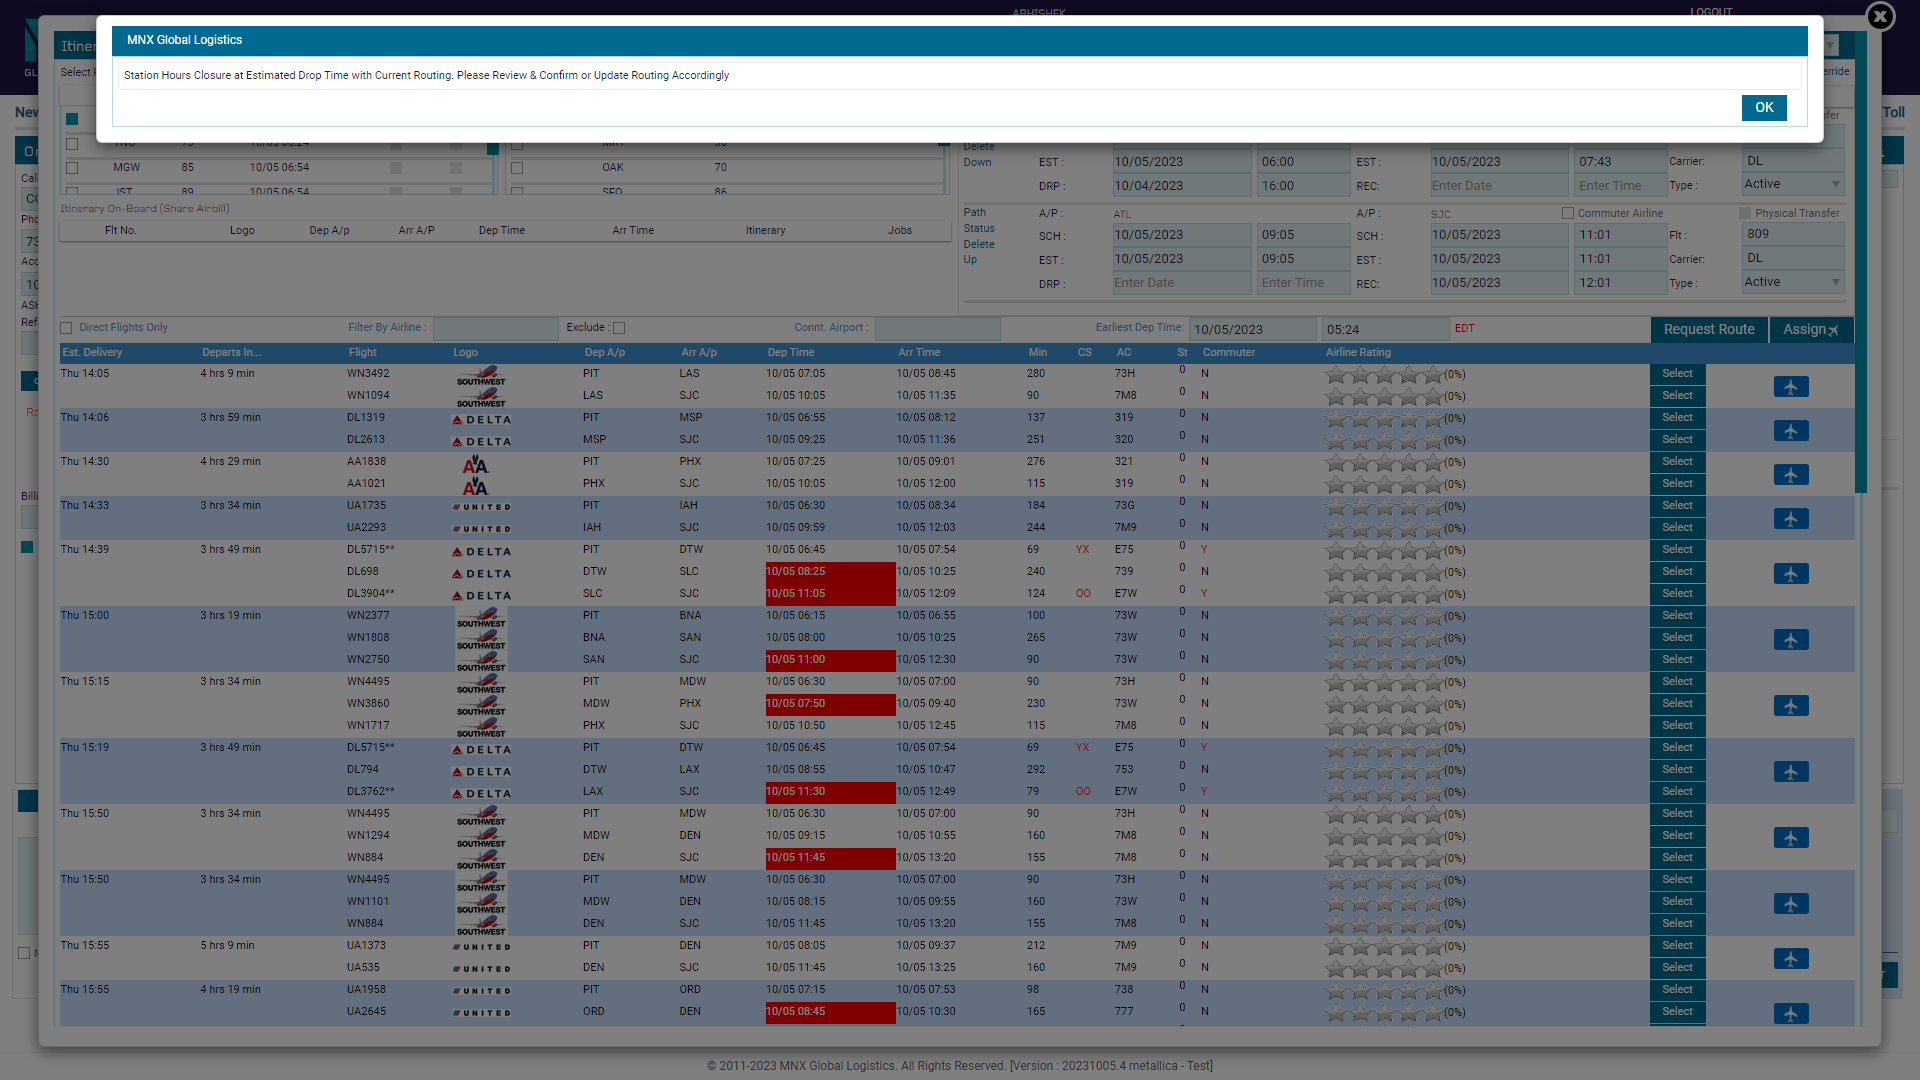 ABHISHEK
LOGOUT
MNX Global Logistics
Station Hours Closure at Estimated Drop Time with Current Routing. Please Review & Confirm or Update Routing Accordingly
OK
Delete
MGW 85 10/05 06:54
OAK 70
Down EST : 10/05/2023 06:00 EST : 10/05/2023 07:43 Carrier: DL
DRP : 10/04/2023 16:00 REC: Enter Date Enter Time Type : Active
Itinerary On-Board (Share Airbill)
Flt No. Logo Dep A/p Arr A/P Dep Time Arr Time Itinerary Jobs
Path A/P : ATL A/P : SJC Commuter Airline Physical Transfer
Status SCH : 10/05/2023 09:05 SCH : 10/05/2023 11:01 Flt : 809
Delete
Up EST : 10/05/2023 09:05 EST : 10/05/2023 11:01 Carrier: DL
DRP : Enter Date Enter Time REC: 10/05/2023 12:01 Type : Active
Direct Flights Only Filter By Airline : Exclude : Connt. Airport : Earliest Dep Time: 10/05/2023 05:24 EDT Request Route Assign
Est. Delivery Departs In... Flight Logo Dep A/p Arr A/p Dep Time Arr Time Min CS AC St Commuter Airline Rating
Thu 14:05 4 hrs 9 min WN3492 SOUTHWEST PIT LAS 10/05 07:05 10/05 08:45 280 73H 0 N (0%) Select
WN1094 SOUTHWEST LAS SJC 10/05 10:05 10/05 11:35 90 7M8 0 N (0%) Select
Thu 14:06 3 hrs 59 min DL1319 DELTA PIT MSP 10/05 06:55 10/05 08:12 137 319 0 N (0%) Select
DL2613 DELTA MSP SJC 10/05 09:25 10/05 11:36 251 320 0 N (0%) Select
Thu 14:30 4 hrs 29 min AA1838 AA PIT PHX 10/05 07:25 10/05 09:01 276 321 0 N (0%) Select
AA1021 AA PHX SJC 10/05 10:05 10/05 12:00 115 319 0 N (0%) Select
Thu 14:33 3 hrs 34 min UA1735 UNITED PIT IAH 10/05 06:30 10/05 08:34 184 73G 0 N (0%) Select
UA2293 UNITED IAH SJC 10/05 09:59 10/05 12:03 244 7M9 0 N (0%) Select
Thu 14:39 3 hrs 49 min DL5715** DELTA PIT DTW 10/05 06:45 10/05 07:54 69 YX E75 0 Y (0%) Select
DL698 DELTA DTW SLC 10/05 08:25 10/05 10:25 240 739 0 N (0%) Select
DL3904** DELTA SLC SJC 10/05 11:05 10/05 12:09 124 OO E7W 0 Y (0%) Select
Thu 15:00 3 hrs 19 min WN2377 SOUTHWEST PIT BNA 10/05 06:15 10/05 06:55 100 73W 0 N (0%) Select
WN1808 SOUTHWEST BNA SAN 10/05 08:00 10/05 10:25 265 73W 0 N (0%) Select
WN2750 SOUTHWEST SAN SJC 10/05 11:00 10/05 12:30 90 73W 0 N (0%) Select
Thu 15:15 3 hrs 34 min WN4495 SOUTHWEST PIT MDW 10/05 06:30 10/05 07:00 90 73H 0 N (0%) Select
WN3860 SOUTHWEST MDW PHX 10/05 07:50 10/05 09:40 230 73W 0 N (0%) Select
WN1717 SOUTHWEST PHX SJC 10/05 10:50 10/05 12:45 115 7M8 0 N (0%) Select
Thu 15:19 3 hrs 49 min DL5715** DELTA PIT DTW 10/05 06:45 10/05 07:54 69 YX E75 0 Y (0%) Select
DL794 DELTA DTW LAX 10/05 08:55 10/05 10:47 292 753 0 N (0%) Select
DL3762** DELTA LAX SJC 10/05 11:30 10/05 12:49 79 OO E7W 0 Y (0%) Select
Thu 15:50 3 hrs 34 min WN4495 SOUTHWEST PIT MDW 10/05 06:30 10/05 07:00 90 73H 0 N (0%) Select
WN1294 SOUTHWEST MDW DEN 10/05 09:15 10/05 10:55 160 7M8 0 N (0%) Select
WN884 SOUTHWEST DEN SJC 10/05 11:45 10/05 13:20 155 7M8 0 N (0%) Select
Thu 15:50 3 hrs 34 min WN4495 SOUTHWEST PIT MDW 10/05 06:30 10/05 07:00 90 73H 0 N (0%) Select
WN1101 SOUTHWEST MDW DEN 10/05 08:15 10/05 09:55 160 73W 0 N (0%) Select
WN884 SOUTHWEST DEN SJC 10/05 11:45 10/05 13:20 155 7M8 0 N (0%) Select
Thu 15:55 5 hrs 9 min UA1373 UNITED PIT DEN 10/05 08:05 10/05 09:37 212 7M9 0 N (0%) Select
UA535 UNITED DEN SJC 10/05 11:45 10/05 13:25 160 7M9 0 N (0%) Select
Thu 15:55 4 hrs 19 min UA1958 UNITED PIT ORD 10/05 07:15 10/05 07:53 98 738 0 N (0%) Select
UA2645 UNITED ORD DEN 10/05 08:45 10/05 10:30 165 777 0 N (0%) Select
© 2011-2023 MNX Global Logistics. All Rights Reserved. [Version : 20231005.4 metallica - Test]